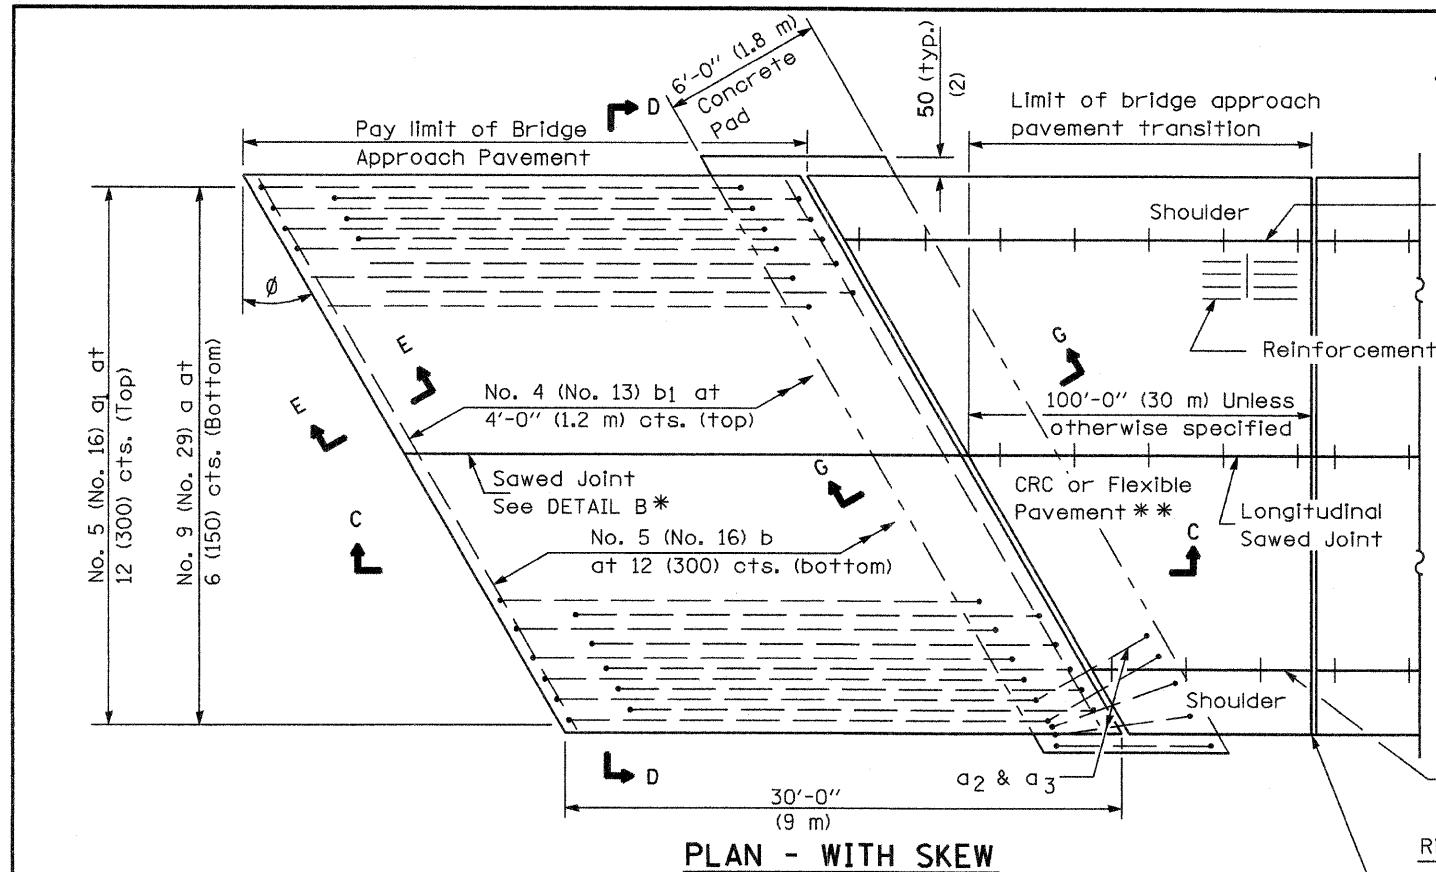 6'-0" (1.8 m)
Concrete
Pad
50 (typ.)
(2)
D
Limit of bridge approach
pavement transition
Pay limit of Bridge
Approach Pavement
Shoulder
Ø
E
G
Reinforcement
No. 5 (No. 16) a1 at
12 (300) cts. (Top)
No. 9 (No. 29) a at
6 (150) cts. (Bottom)
No. 4 (No. 13) b1 at
4'-0" (1.2 m) cts. (top)
100'-0" (30 m) Unless
otherwise specified
E
Sawed Joint
See DETAIL B *
G
CRC or Flexible
Pavement * *
Longitudinal
Sawed Joint
C
No. 5 (No. 16) b
at 12 (300) cts. (bottom)
C
Shoulder
D
a2 & a3
30'-0"
(9 m)
PLAN - WITH SKEW